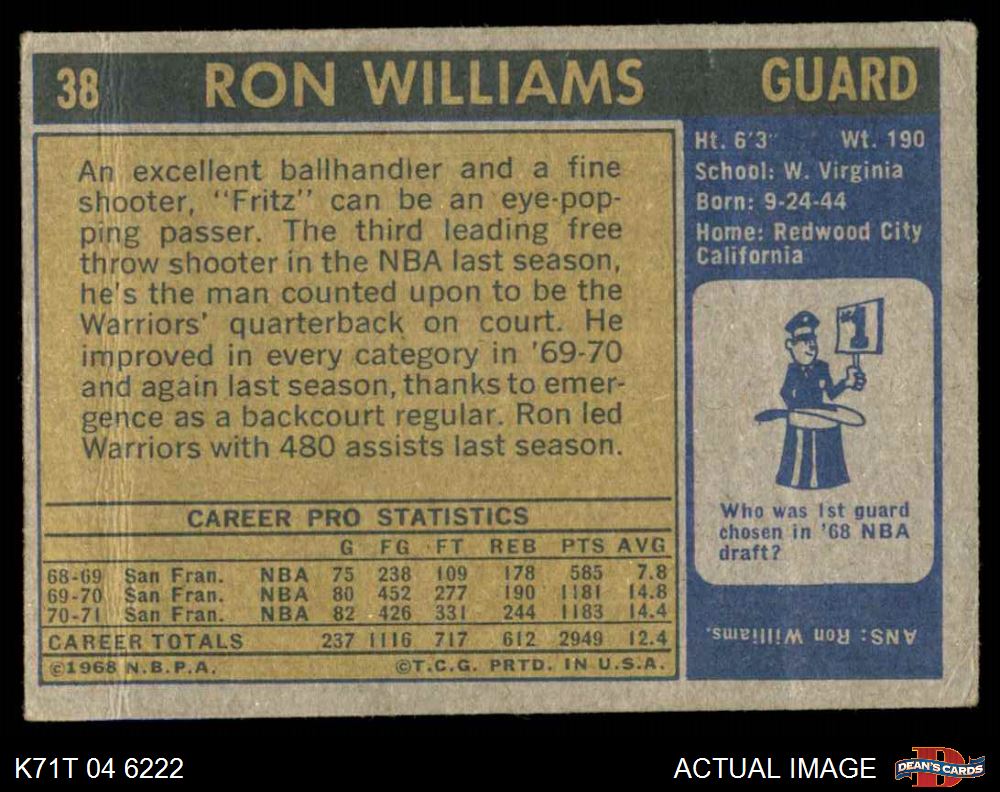 38 RON WILLIAMS GUARD
An excellent ballhandler and a fine
shooter, "Fritz" can be an eye-pop-
ping passer. The third leading free
throw shooter in the NBA last season,
he's the man counted upon to be the
Warriors' quarterback on court. He
improved in every category in '69-70
and again last season, thanks to emer-
gence as a backcourt regular. Ron led
Warriors with 480 assists last season.
CAREER PRO STATISTICS
G FG FT REB PTS AVG
68-69 San Fran. NBA 75 238 109 178 585 7.8
69-70 San Fran. NBA 80 452 277 190 1181 14.8
70-71 San Fran. NBA 82 426 331 244 1183 14.4
CAREER TOTALS 237 1116 717 612 2949 12.4
©1968 N.B.P.A. ©T.C.G. PRTD. IN U.S.A.
Ht. 6'3" Wt. 190
School: W. Virginia
Born: 9-24-44
Home: Redwood City
California
#1
Who was 1st guard
chosen in '68 NBA
draft?
ANS: Ron Williams.
K71T 04 6222 ACTUAL IMAGE DEAN'S CARDS